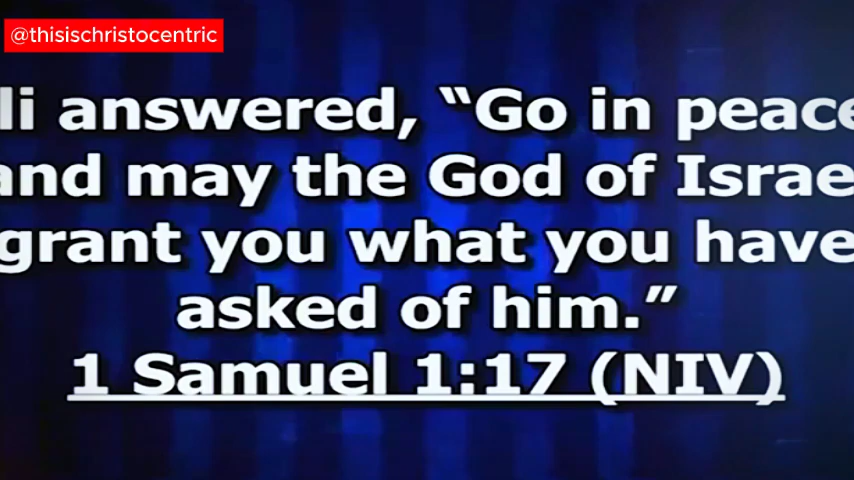 @thisischristocentric
li answered, “Go in peace
and may the God of Israe
grant you what you have
asked of him.”
1 Samuel 1:17 (NIV)